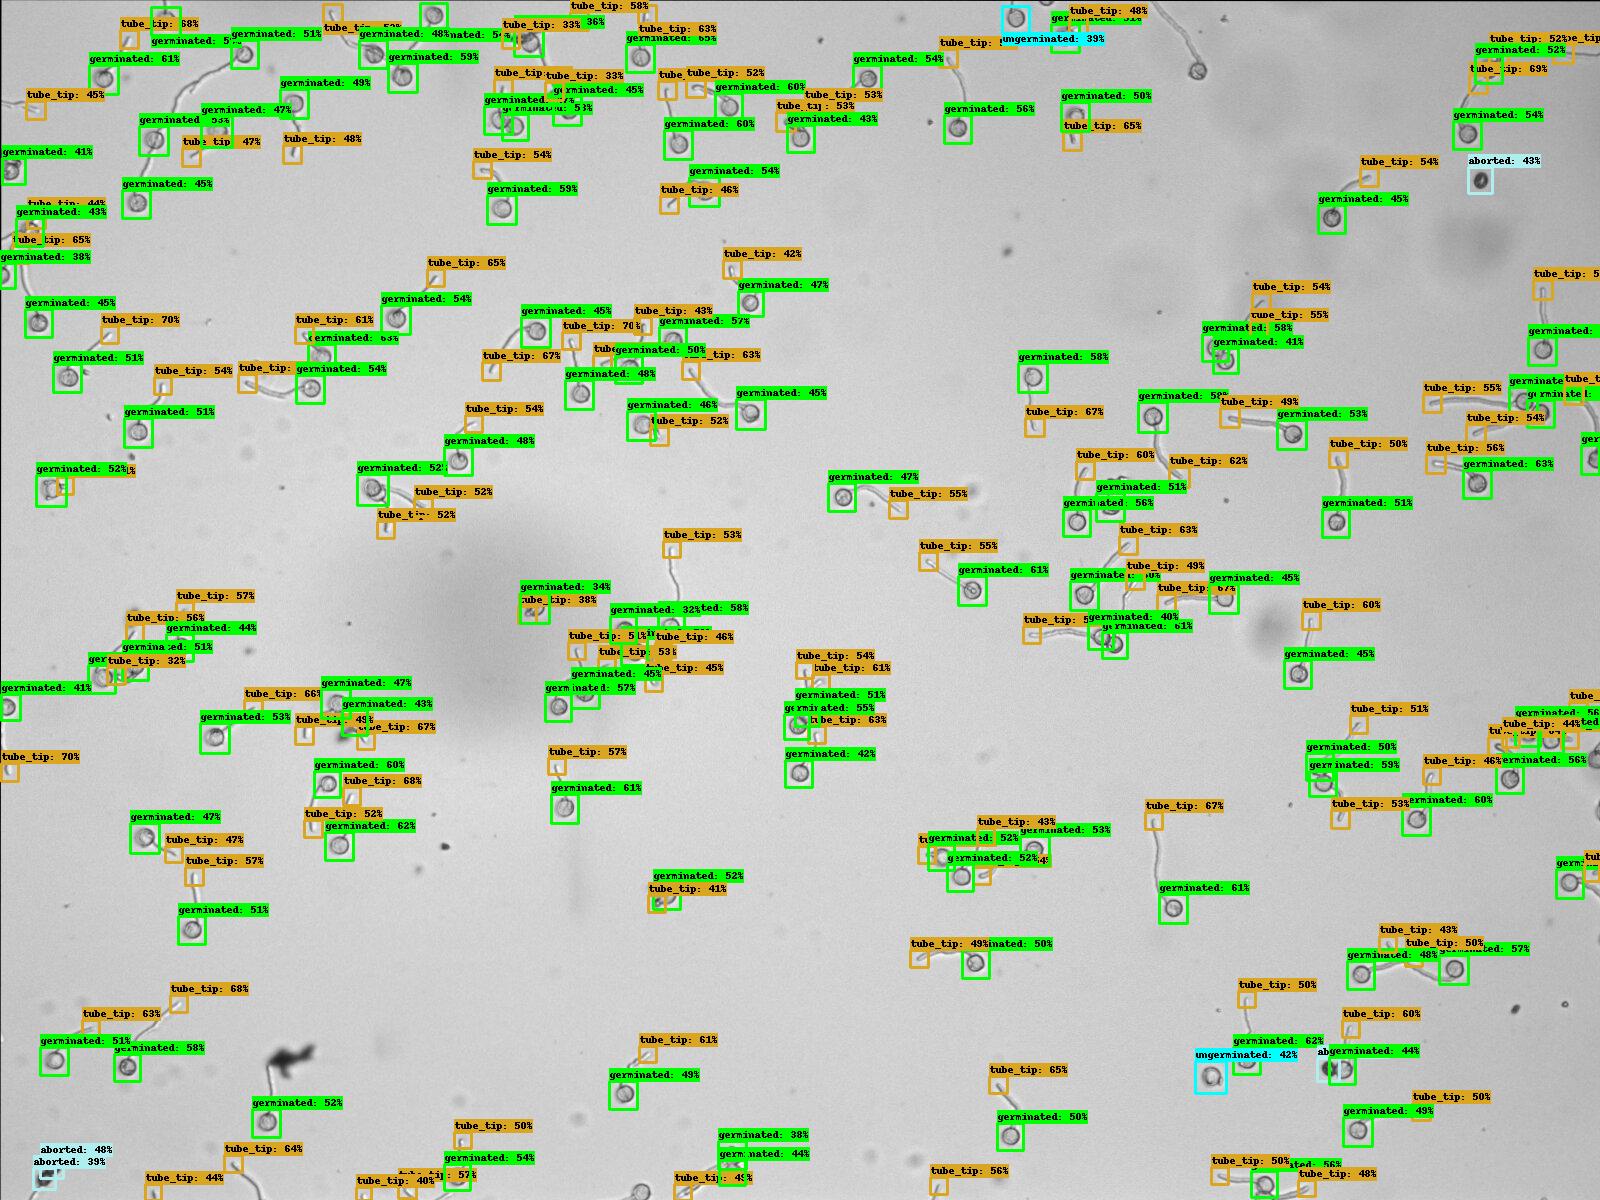 tube_tip: 58%
tube_tip: 48%
tube_tip: 68%
tube_tip: 33%
36%
tube_tip: 63%
germinated: 51%
germinated: 48%
ungerminated: 39%
tube_tip: 52%
germinated: 52%
germinated: 61%
germinated: 59%
germinated: 54%
tube_tip: 69%
tube_tip: 33%
tube_tip: 52%
germinated: 49%
germinated: 45%
germinated: 60%
tube_tip: 53%
tube_tip: 45%
germinated: 50%
tube_tip: 53%
germinated: 47%
germinated: 56%
germinated: 54%
germinated: 43%
germinated: 60%
tube_tip: 65%
tube_tip: 47%
tube_tip: 48%
germinated: 41%
tube_tip: 54%
tube_tip: 54%
aborted: 43%
germinated: 54%
germinated: 45%
germinated: 59%
tube_tip: 46%
germinated: 45%
germinated: 43%
tube_tip: 65%
germinated: 38%
tube_tip: 42%
tube_tip: 65%
germinated: 47%
tube_tip: 54%
germinated: 45%
germinated: 54%
germinated: 45%
tube_tip: 43%
tube_tip: 55%
tube_tip: 70%
tube_tip: 61%
tube_tip: 70%
germinated: 57%
germinated: 58%
germinated: 63%
germinated: 41%
germinated: 50%
germinated: 51%
tube_tip: 67%
tube_tip: 63%
germinated: 58%
tube_tip: 54%
germinated: 54%
germinated: 48%
tube_tip: 55%
germinated: 45%
tube_tip: 49%
germinated: 46%
tube_tip: 54%
germinated: 51%
tube_tip: 67%
germinated: 53%
tube_tip: 54%
tube_tip: 52%
germinated: 48%
tube_tip: 50%
tube_tip: 56%
tube_tip: 60%
tube_tip: 62%
germinated: 63%
germinated: 52%
germinated: 47%
germinated: 51%
tube_tip: 52%
tube_tip: 55%
germinated: 56%
germinated: 51%
tube_tip: 52%
tube_tip: 63%
tube_tip: 53%
tube_tip: 55%
tube_tip: 49%
germinated: 61%
germinated: 45%
germinated: 34%
tube_tip: 67%
tube_tip: 57%
tube_tip: 38%
tube_tip: 60%
germinated: 32%
tube_tip: 56%
germinated: 40%
germinated: 61%
germinated: 44%
tube_tip: 46%
germinated: 51%
tube_tip: 53%
germinated: 45%
tube_tip: 54%
tube_tip: 32%
tube_tip: 61%
tube_tip: 45%
germinated: 45%
germinated: 47%
germinated: 41%
germinated: 57%
tube_tip: 66%
germinated: 51%
germinated: 43%
germinated: 55%
tube_tip: 51%
germinated: 53%
tube_tip: 49%
tube_tip: 63%
tube_tip: 44%
tube_tip: 67%
germinated: 50%
tube_tip: 57%
germinated: 42%
tube_tip: 70%
germinated: 60%
germinated: 59%
tube_tip: 46%
germinated: 56%
tube_tip: 68%
germinated: 61%
germinated: 60%
tube_tip: 53%
tube_tip: 67%
germinated: 47%
tube_tip: 52%
germinated: 62%
tube_tip: 43%
germinated: 53%
tube_tip: 47%
germinated: 52%
tube_tip: 57%
germinated: 52%
germinated: 52%
tube_tip: 41%
germinated: 61%
germinated: 51%
tube_tip: 43%
tube_tip: 49%
tube_tip: 50%
germinated: 57%
germinated: 48%
tube_tip: 68%
tube_tip: 50%
tube_tip: 63%
tube_tip: 60%
germinated: 51%
tube_tip: 61%
germinated: 62%
germinated: 58%
ungerminated: 42%
germinated: 44%
germinated: 49%
tube_tip: 65%
germinated: 52%
tube_tip: 50%
germinated: 49%
germinated: 50%
tube_tip: 50%
germinated: 38%
aborted: 48%
tube_tip: 64%
germinated: 44%
aborted: 39%
germinated: 54%
tube_tip: 50%
tube_tip: 56%
tube_tip: 48%
tube_tip: 44%